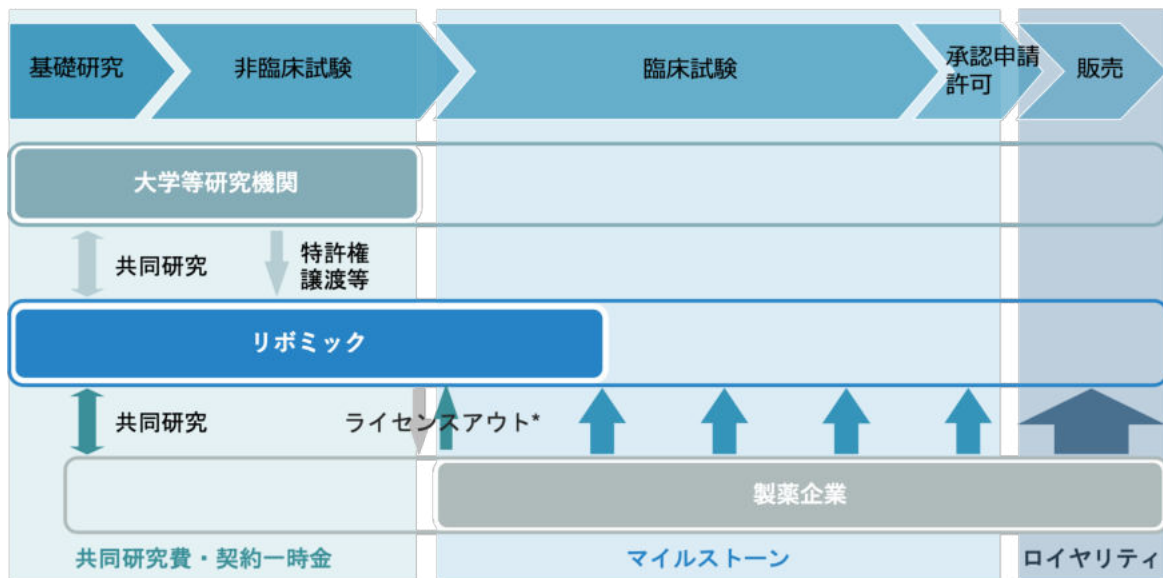 基礎研究
非臨床試験
臨床試験
承認申請
許可
販売
大学等研究機関
共同研究
特許権
譲渡等
リボミック
共同研究
ライセンスアウト*
製薬企業
共同研究費・契約一時金
マイルストーン
ロイヤリティ